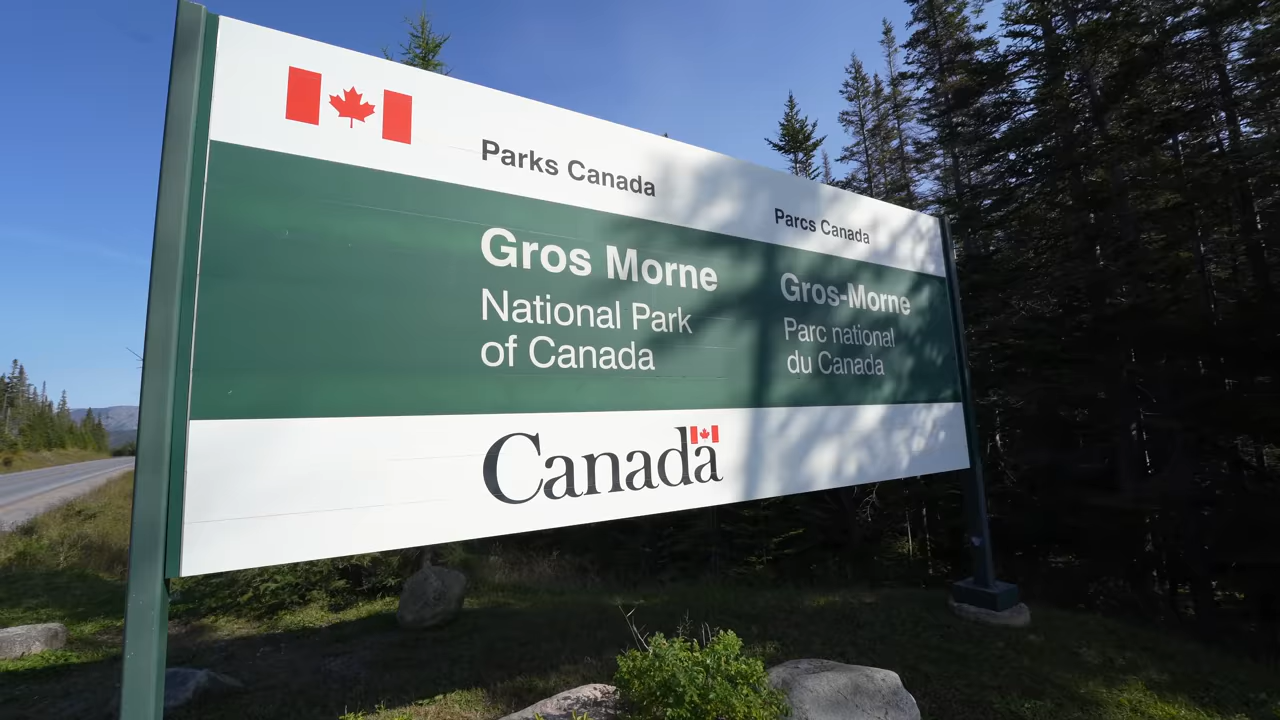 Parks Canada
Parcs Canada
Gros Morne
National Park
of Canada
Gros-Morne
Parc national
du Canada
Canada